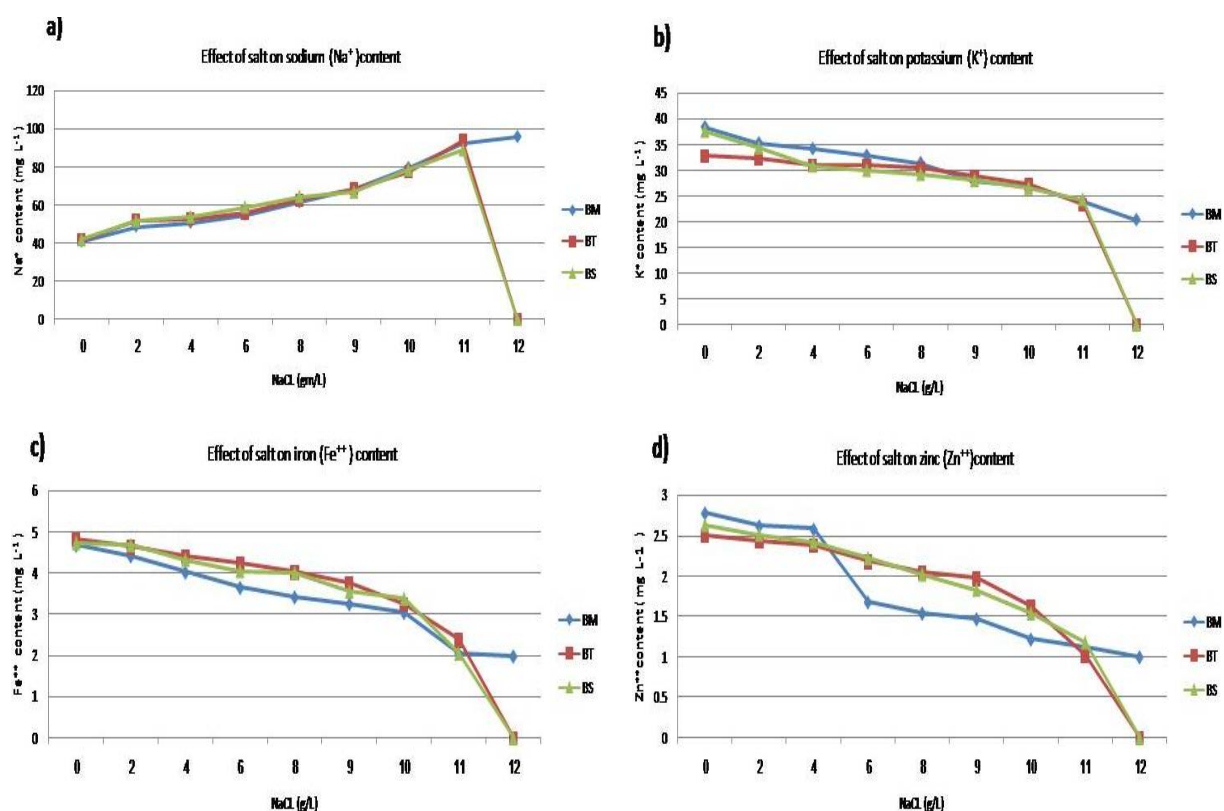 a)
Effect of salt on sodium (Na⁺)content
Na⁺ content (mg L⁻¹)
120
100
80
60
40
20
0
0 2 4 6 8 9 10 11 12
NaCL (gm/L)
BM
BT
BS
b)
Effect of salt on potassium (K⁺) content
K⁺ content (mg L⁻¹)
45
40
35
30
25
20
15
10
5
0
0 2 4 6 8 9 10 11 12
NaCL (g/L)
BM
BT
BS
c)
Effect of salt on iron (Fe⁺⁺) content
Fe⁺⁺ content (mg L⁻¹)
6
5
4
3
2
1
0
0 2 4 6 8 9 10 11 12
NaCL (g/L)
BM
BT
BS
d)
Effect of salt on zinc (Zn⁺⁺)content
Zn⁺⁺content (mg L-1 )
3
2.5
2
1.5
1
0.5
0
0 2 4 6 8 9 10 11 12
NaCL (g/L)
BM
BT
BS